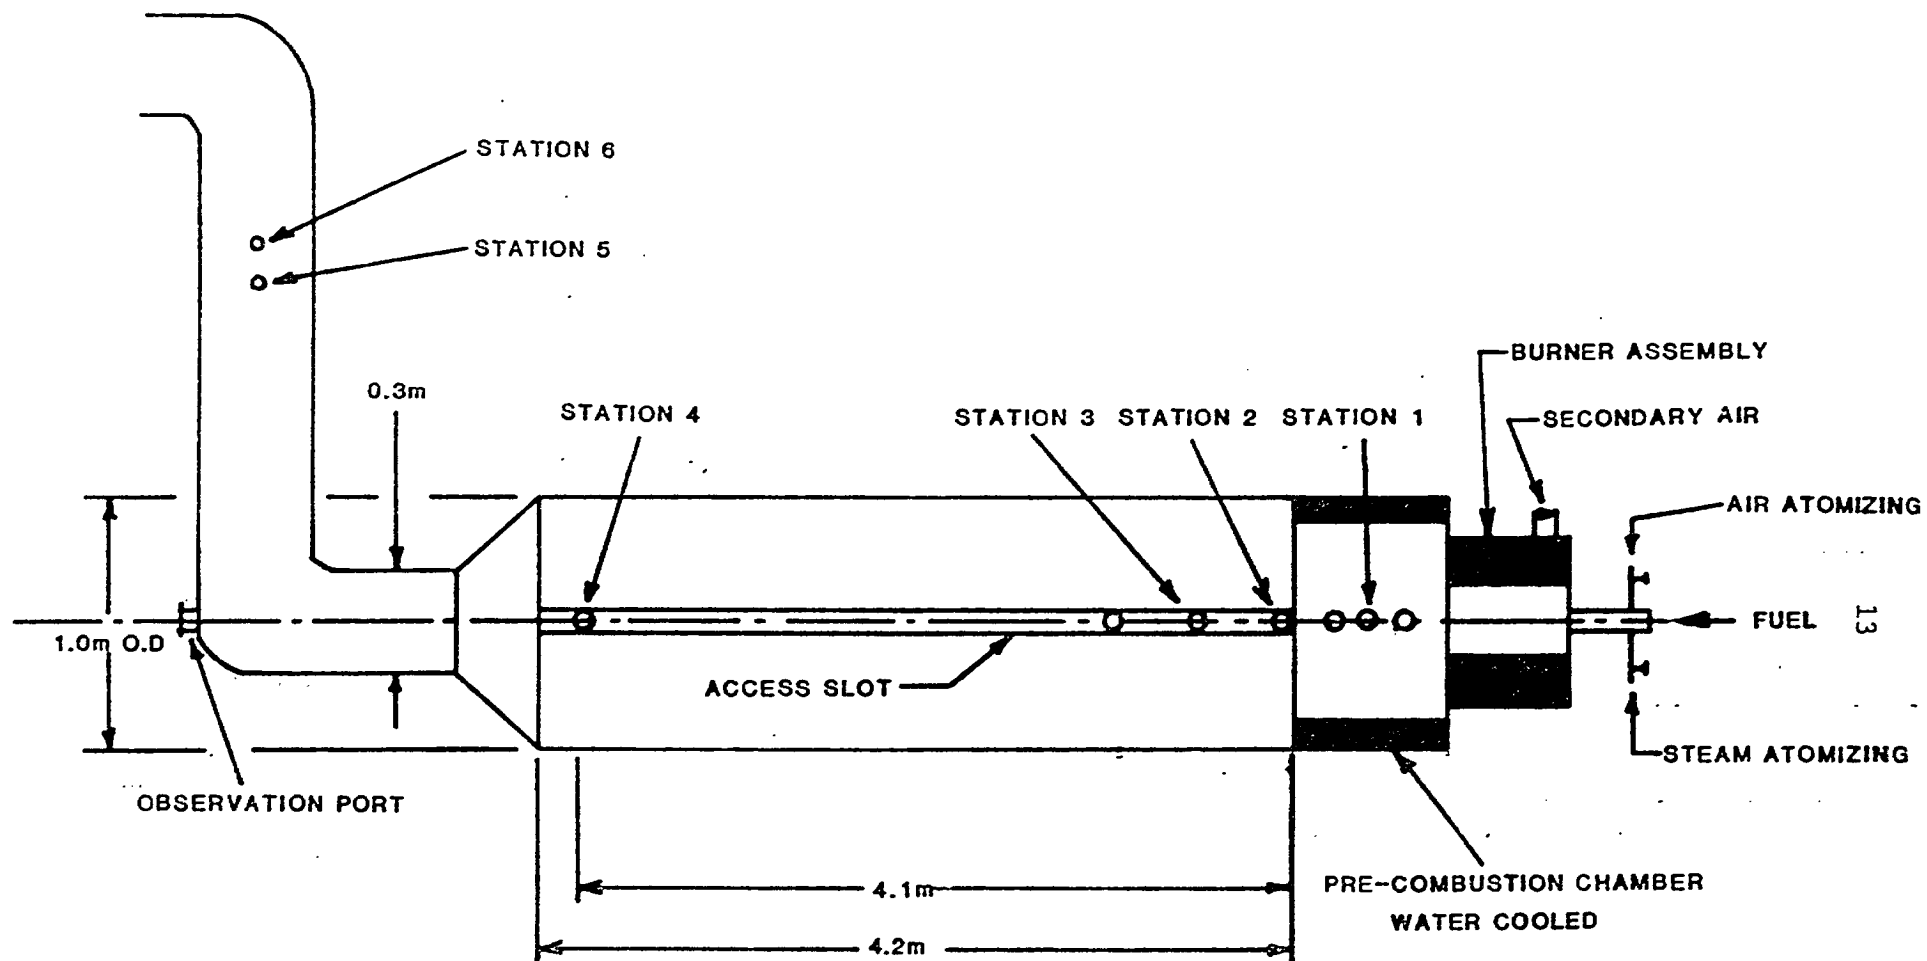 STATION 6
STATION 5
BURNER ASSEMBLY
0.3m
STATION 4
STATION 3
STATION 2
STATION 1
SECONDARY AIR
AIR ATOMIZING
1.0m O.D
FUEL
13
ACCESS SLOT
STEAM ATOMIZING
OBSERVATION PORT
4.1m
PRE-COMBUSTION CHAMBER
WATER COOLED
4.2m